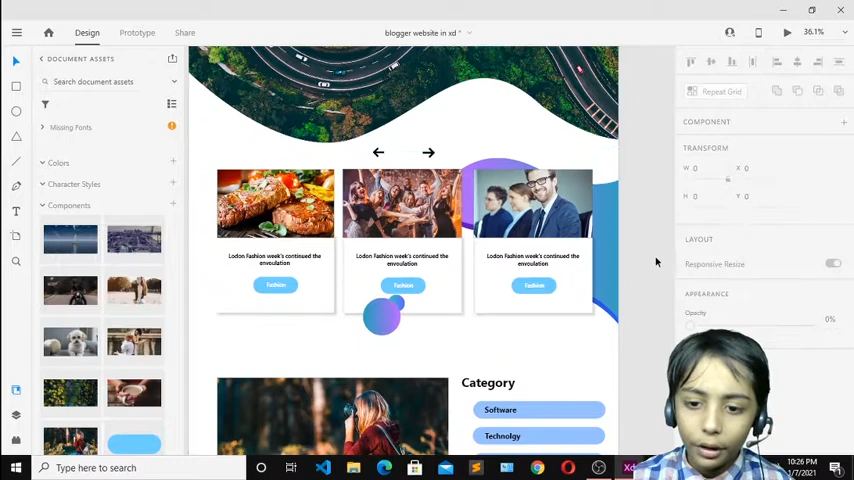 Design Prototype Share
blogger website in xd *
36.1%
DOCUMENT ASSETS
Search document assets
Repeat Grid
Missing Fonts
COMPONENT
Colors
TRANSFORM
W 0 X 0
Character Styles
H 0 Y 0
Components
LAYOUT
Responsive Resize
APPEARANCE
Opacity
0%
Lodon Fashion week's continued the
envoulation
Fashion
Lodon Fashion week's continued the
envoulation
Fashion
Lodon Fashion week's continued the
envoulation
Fashion
Category
Software
Technolgy
Type here to search
Xd
10:26 PM
1/7/2021